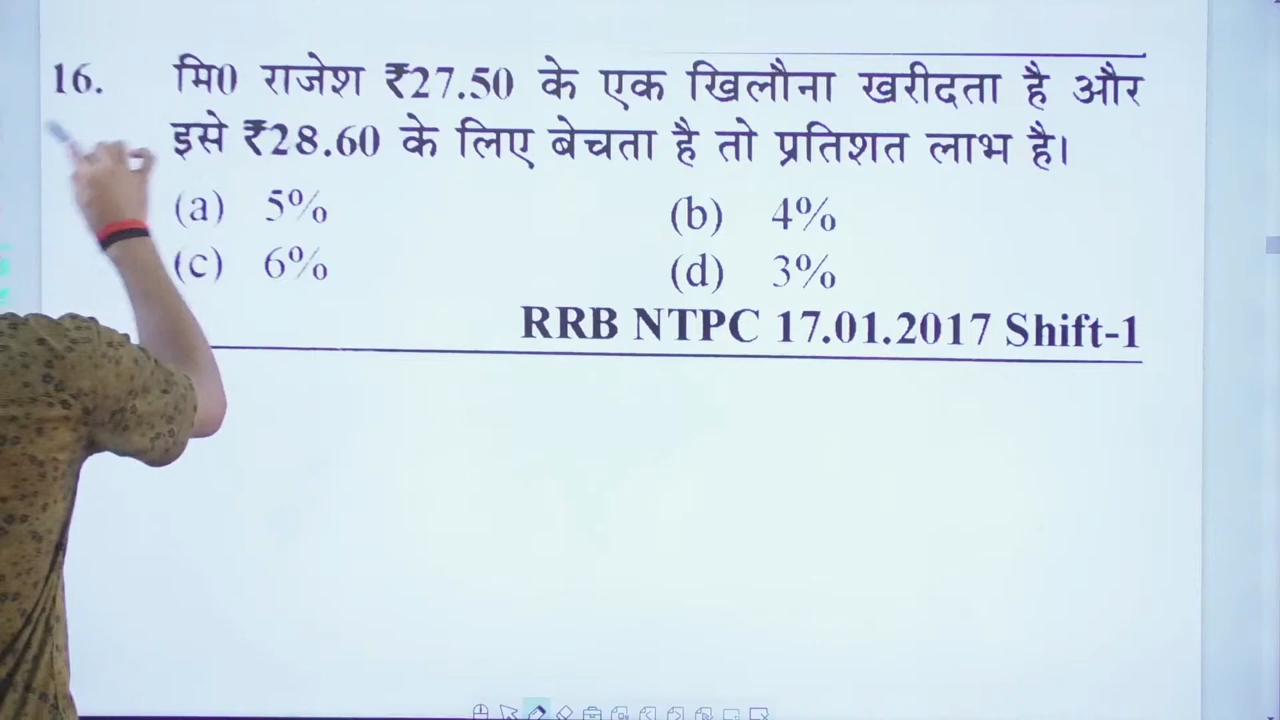 16. मि0 राजेश ₹27.50 के एक खिलौना खरीदता है और
इसे ₹28.60 के लिए बेचता है तो प्रतिशत लाभ है।
(a) 5% (b) 4%
(c) 6% (d) 3%
RRB NTPC 17.01.2017 Shift-1